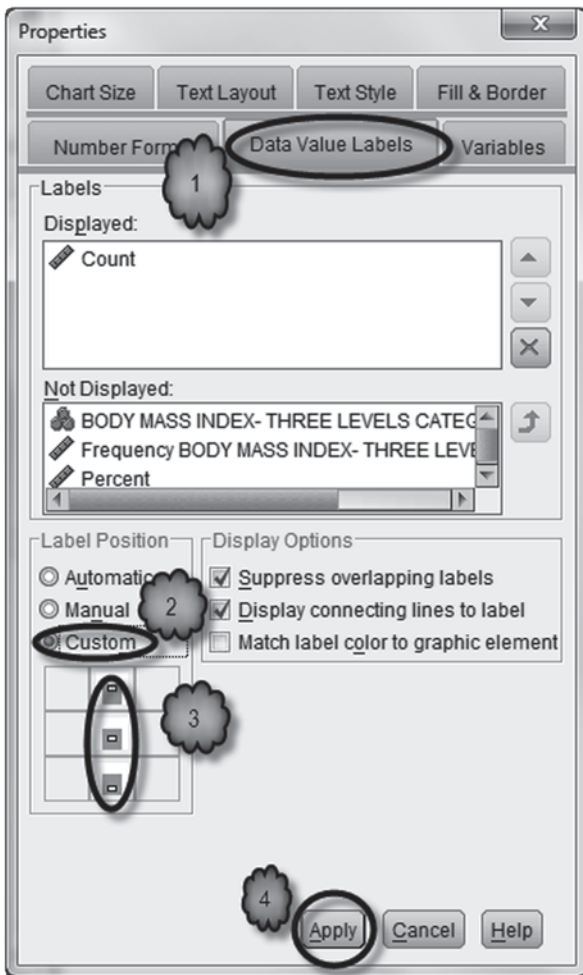 Properties
Chart Size Text Layout Text Style Fill & Border
Number For Data Value Labels Variables
1
Labels
Displayed:
Count
Not Displayed:
BODY MASS INDEX- THREE LEVELS CATEG
Frequency BODY MASS INDEX- THREE LEVE
Percent
Label Position
Automatic
Manual
Custom
2
3
Display Options
Suppress overlapping labels
Display connecting lines to label
Match label color to graphic element
4
Apply Cancel Help